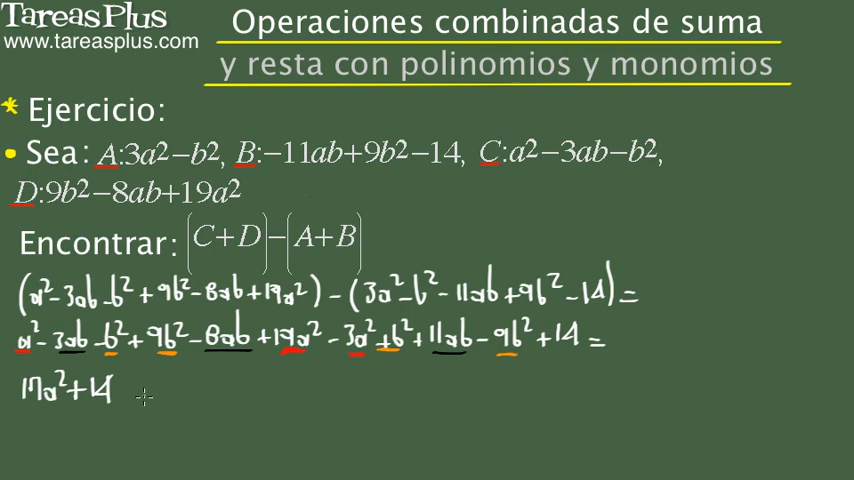 TareasPlus
www.tareasplus.com
Operaciones combinadas de suma
y resta con polinomios y monomios
* Ejercicio:
• Sea: A:3a²−b², B:−11ab+9b²−14, C:a²−3ab−b²,
D:9b²−8ab+19a²
Encontrar: (C+D)−(A+B)
(a²-3ab-b²+9b²-8ab+19a²)-(3a²-b²-11ab+9b²-14)=
a²-3ab-b²+9b²-8ab+19a²-3a²+b²+11ab-9b²+14=
17a²+14